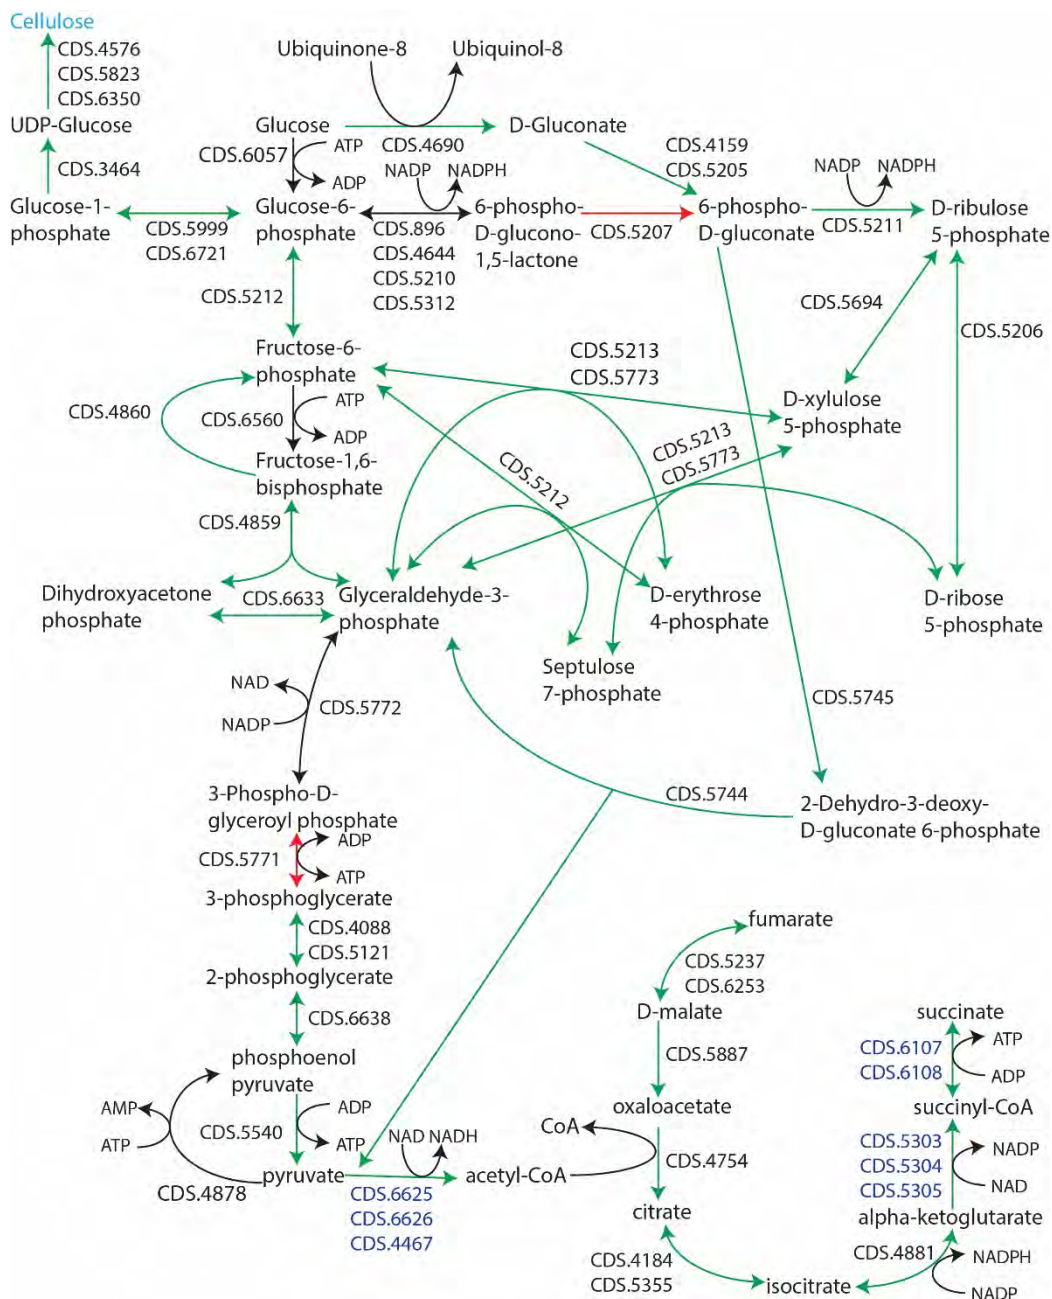 Cellulose
CDS.4576
CDS.5823
CDS.6350
UDP-Glucose
CDS.3464
Glucose-1-
phosphate
CDS.5999
CDS.6721
Ubiquinone-8
Ubiquinol-8
Glucose
CDS.4690
D-Gluconate
CDS.6057
ATP
ADP
NADP
NADPH
CDS.4159
CDS.5205
Glucose-6-
phosphate
CDS.896
CDS.4644
CDS.5210
CDS.5312
6-phospho-
D-glucono-
1,5-lactone
CDS.5207
6-phospho-
D-gluconate
NADP
NADPH
CDS.5211
D-ribulose
5-phosphate
CDS.5212
CDS.5694
CDS.5206
Fructose-6-
phosphate
CDS.5213
CDS.5773
D-xylulose
5-phosphate
CDS.4860
CDS.6560
ATP
ADP
CDS.5213
CDS.5773
CDS.5212
Fructose-1,6-
bisphosphate
CDS.4859
Dihydroxyacetone
phosphate
CDS.6633
Glyceraldehyde-3-
phosphate
D-erythrose
4-phosphate
D-ribose
5-phosphate
Septulose
7-phosphate
NAD
NADP
CDS.5772
CDS.5745
3-Phospho-D-
glyceroyl phosphate
CDS.5744
2-Dehydro-3-deoxy-
D-gluconate 6-phosphate
CDS.5771
ADP
ATP
3-phosphoglycerate
CDS.4088
CDS.5121
2-phosphoglycerate
CDS.6638
phosphoenol
pyruvate
AMP
ATP
CDS.5540
ADP
ATP
CDS.4878
pyruvate
NAD
NADH
CDS.6625
CDS.6626
CDS.4467
acetyl-CoA
CoA
fumarate
CDS.5237
CDS.6253
D-malate
CDS.5887
oxaloacetate
CDS.4754
citrate
CDS.4184
CDS.5355
isocitrate
CDS.4881
NADPH
NADP
alpha-ketoglutarate
CDS.5303
CDS.5304
CDS.5305
NADP
NAD
succinyl-CoA
CDS.6107
CDS.6108
ATP
ADP
succinate